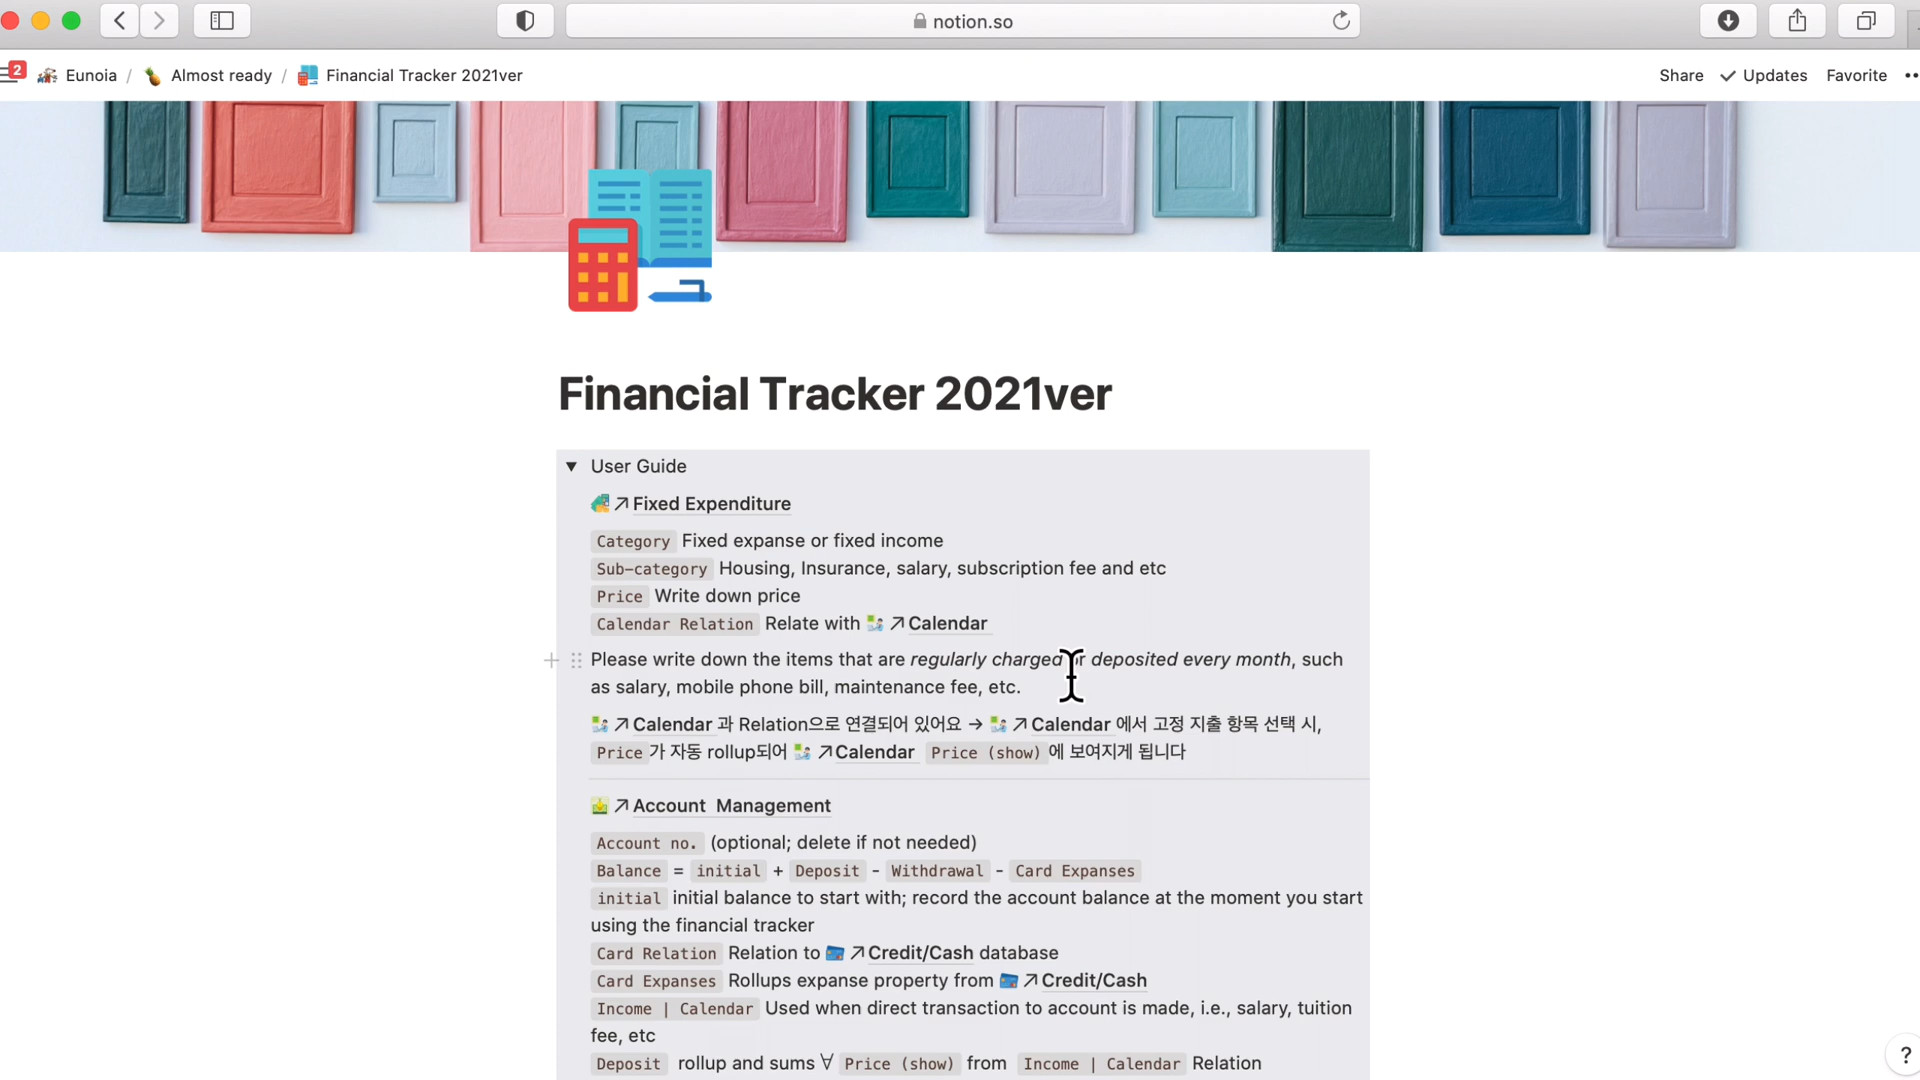 notion.so
2 Eunoia / Almost ready / Financial Tracker 2021ver Share Updates Favorite
Financial Tracker 2021ver
User Guide
Fixed Expenditure
Category Fixed expanse or fixed income
Sub-category Housing, Insurance, salary, subscription fee and etc
Price Write down price
Calendar Relation Relate with Calendar
Please write down the items that are regularly charged or deposited every month, such
as salary, mobile phone bill, maintenance fee, etc.
Calendar 과 Relation으로 연결되어 있어요 → Calendar 에서 고정 지출 항목 선택 시,
Price 가 자동 rollup되어 Calendar Price (show) 에 보여지게 됩니다
Account Management
Account no. (optional; delete if not needed)
Balance = initial + Deposit - Withdrawal - Card Expanses
initial initial balance to start with; record the account balance at the moment you start
using the financial tracker
Card Relation Relation to Credit/Cash database
Card Expanses Rollups expanse property from Credit/Cash
Income | Calendar Used when direct transaction to account is made, i.e., salary, tuition
fee, etc
Deposit rollup and sums ∀ Price (show) from Income | Calendar Relation
?